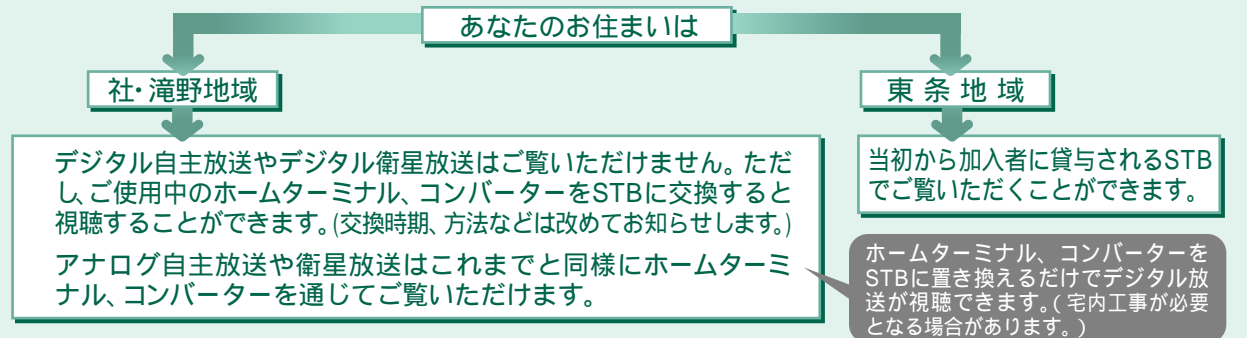 あなたのお住まいは
社・滝野地域
東条地域
デジタル自主放送やデジタル衛星放送はご覧いただけません。ただ
し、ご使用中のホームターミナル、コンバーターをSTBに交換すると
視聴することができます。(交換時期、方法などは改めてお知らせします。)
アナログ自主放送や衛星放送はこれまでと同様にホームターミ
ナル、コンバーターを通じてご覧いただけます。
当初から加入者に貸与されるSTB
でご覧いただくことができます。
ホームターミナル、コンバーターを
STBに置き換えるだけでデジタル放
送が視聴できます。(宅内工事が必要
となる場合があります。)